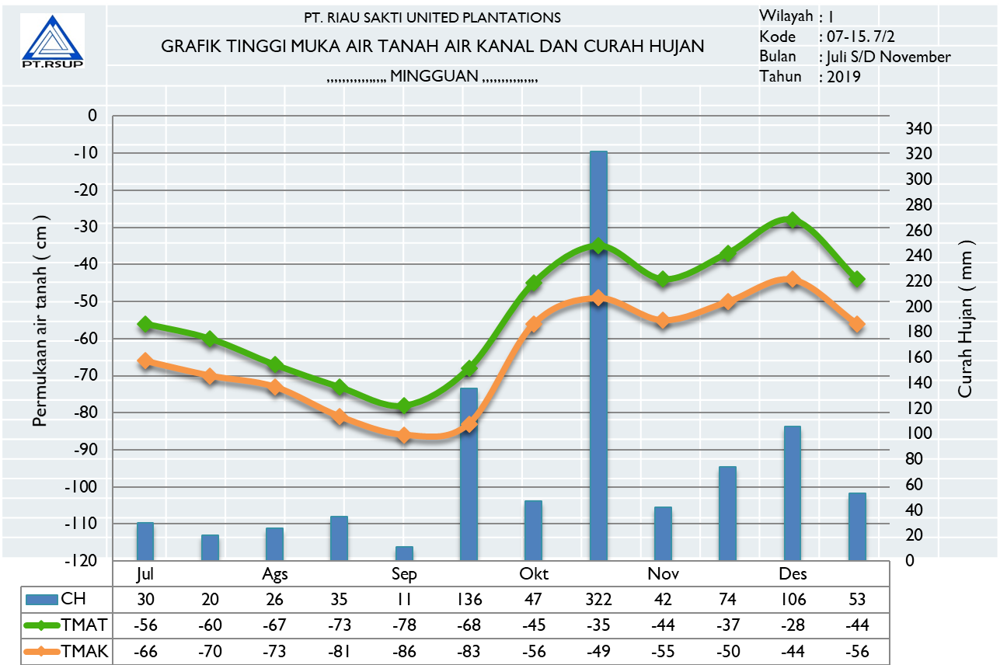 PT.RSUP
PT. RIAU SAKTI UNITED PLANTATIONS
GRAFIK TINGGI MUKA AIR TANAH AIR KANAL DAN CURAH HUJAN
,,,,,,,,,,,,,,,, MINGGUAN ,,,,,,,,,,,,,,,
Wilayah : 1
Kode : 07-15. 7/2
Bulan : Juli S/D November
Tahun : 2019
Permukaan air tanah ( cm )
0
-10
-20
-30
-40
-50
-60
-70
-80
-90
-100
-110
-120
Curah Hujan ( mm )
340
320
300
280
260
240
220
200
180
160
140
120
100
80
60
40
20
0
Jul Ags Sep Okt Nov Des
CH 30 20 26 35 11 136 47 322 42 74 106 53
TMAT -56 -60 -67 -73 -78 -68 -45 -35 -44 -37 -28 -44
TMAK -66 -70 -73 -81 -86 -83 -56 -49 -55 -50 -44 -56